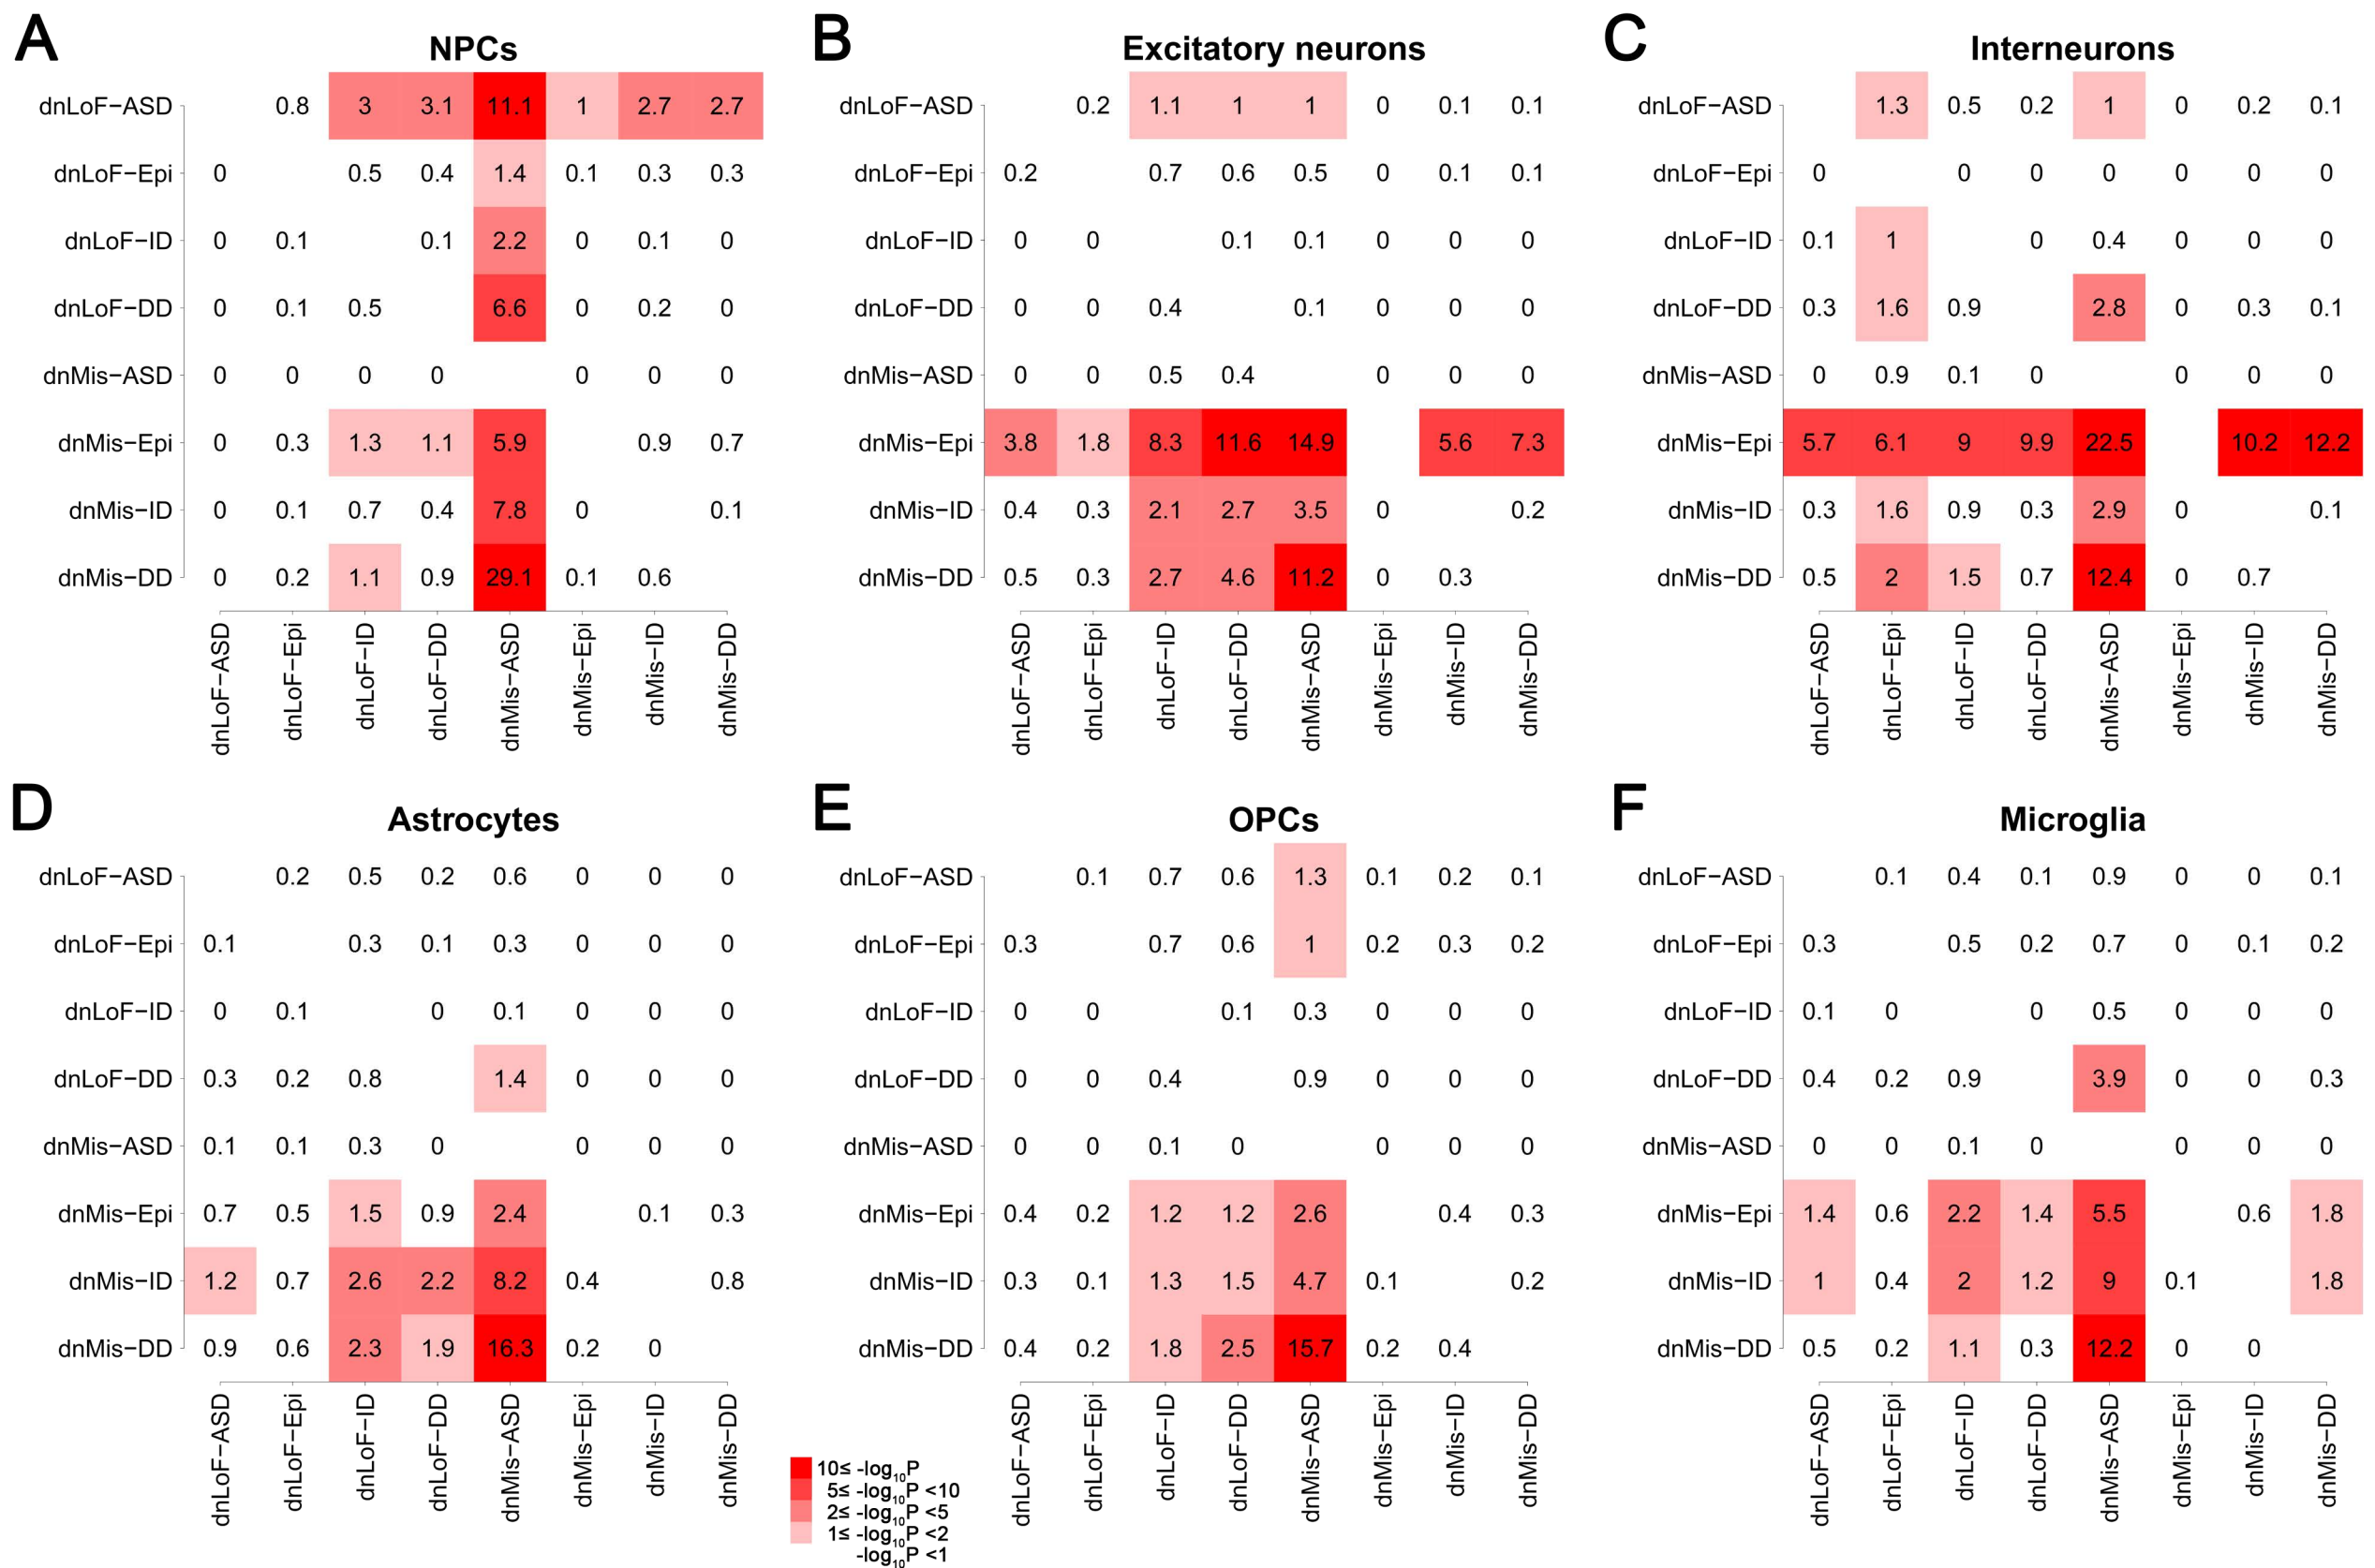 A NPCs B Excitatory neurons C Interneurons
dnLoF−ASD 0.8 3 3.1 11.1 1 2.7 2.7 dnLoF−ASD 0.2 1.1 1 1 0 0.1 0.1 dnLoF−ASD 1.3 0.5 0.2 1 0 0.2 0.1
dnLoF−Epi 0 0.5 0.4 1.4 0.1 0.3 0.3 dnLoF−Epi 0.2 0.7 0.6 0.5 0 0.1 0.1 dnLoF−Epi 0 0 0 0 0 0 0
dnLoF−ID 0 0.1 0.1 2.2 0 0.1 0 dnLoF−ID 0 0 0.1 0.1 0 0 0 dnLoF−ID 0.1 1 0 0.4 0 0 0
dnLoF−DD 0 0.1 0.5 6.6 0 0.2 0 dnLoF−DD 0 0 0.4 0.1 0 0 0 dnLoF−DD 0.3 1.6 0.9 2.8 0 0.3 0.1
dnMis−ASD 0 0 0 0 0 0 0 dnMis−ASD 0 0 0.5 0.4 0 0 0 dnMis−ASD 0 0.9 0.1 0 0 0 0
dnMis−Epi 0 0.3 1.3 1.1 5.9 0.9 0.7 dnMis−Epi 3.8 1.8 8.3 11.6 14.9 5.6 7.3 dnMis−Epi 5.7 6.1 9 9.9 22.5 10.2 12.2
dnMis−ID 0 0.1 0.7 0.4 7.8 0 0.1 dnMis−ID 0.4 0.3 2.1 2.7 3.5 0 0.2 dnMis−ID 0.3 1.6 0.9 0.3 2.9 0 0.1
dnMis−DD 0 0.2 1.1 0.9 29.1 0.1 0.6 dnMis−DD 0.5 0.3 2.7 4.6 11.2 0 0.3 dnMis−DD 0.5 2 1.5 0.7 12.4 0 0.7
dnLoF−ASD dnLoF−Epi dnLoF−ID dnLoF−DD dnMis−ASD dnMis−Epi dnMis−ID dnMis−DD dnLoF−ASD dnLoF−Epi dnLoF−ID dnLoF−DD dnMis−ASD dnMis−Epi dnMis−ID dnMis−DD dnLoF−ASD dnLoF−Epi dnLoF−ID dnLoF−DD dnMis−ASD dnMis−Epi dnMis−ID dnMis−DD
D Astrocytes E OPCs F Microglia
dnLoF−ASD 0.2 0.5 0.2 0.6 0 0 0 dnLoF−ASD 0.1 0.7 0.6 1.3 0.1 0.2 0.1 dnLoF−ASD 0.1 0.4 0.1 0.9 0 0 0.1
dnLoF−Epi 0.1 0.3 0.1 0.3 0 0 0 dnLoF−Epi 0.3 0.7 0.6 1 0.2 0.3 0.2 dnLoF−Epi 0.3 0.5 0.2 0.7 0 0.1 0.2
dnLoF−ID 0 0.1 0 0.1 0 0 0 dnLoF−ID 0 0 0.1 0.3 0 0 0 dnLoF−ID 0.1 0 0 0.5 0 0 0
dnLoF−DD 0.3 0.2 0.8 1.4 0 0 0 dnLoF−DD 0 0 0.4 0.9 0 0 0 dnLoF−DD 0.4 0.2 0.9 3.9 0 0 0.3
dnMis−ASD 0.1 0.1 0.3 0 0 0 0 dnMis−ASD 0 0 0.1 0 0 0 0 dnMis−ASD 0 0 0.1 0 0 0 0
dnMis−Epi 0.7 0.5 1.5 0.9 2.4 0.1 0.3 dnMis−Epi 0.4 0.2 1.2 1.2 2.6 0.4 0.3 dnMis−Epi 1.4 0.6 2.2 1.4 5.5 0.6 1.8
dnMis−ID 1.2 0.7 2.6 2.2 8.2 0.4 0.8 dnMis−ID 0.3 0.1 1.3 1.5 4.7 0.1 0.2 dnMis−ID 1 0.4 2 1.2 9 0.1 1.8
dnMis−DD 0.9 0.6 2.3 1.9 16.3 0.2 0 dnMis−DD 0.4 0.2 1.8 2.5 15.7 0.2 0.4 dnMis−DD 0.5 0.2 1.1 0.3 12.2 0 0
dnLoF−ASD dnLoF−Epi dnLoF−ID dnLoF−DD dnMis−ASD dnMis−Epi dnMis−ID dnMis−DD dnLoF−ASD dnLoF−Epi dnLoF−ID dnLoF−DD dnMis−ASD dnMis−Epi dnMis−ID dnMis−DD dnLoF−ASD dnLoF−Epi dnLoF−ID dnLoF−DD dnMis−ASD dnMis−Epi dnMis−ID dnMis−DD
10≤ -log₁₀P
5≤ -log₁₀P <10
2≤ -log₁₀P <5
1≤ -log₁₀P <2
-log₁₀P <1